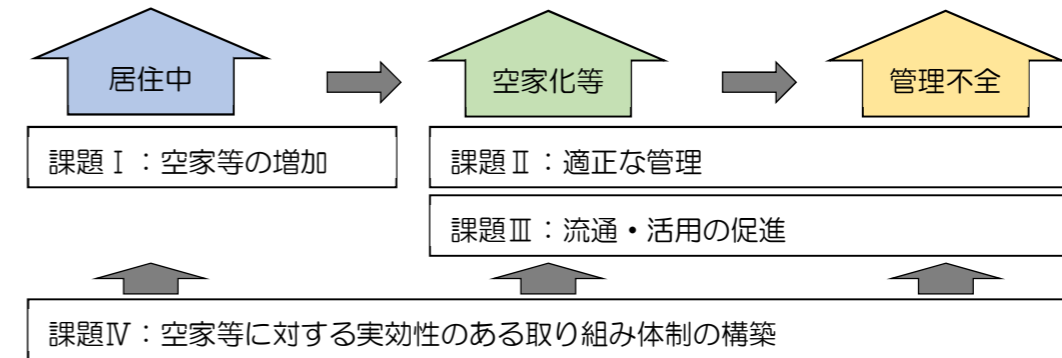 居住中
空家化等
管理不全
課題Ⅰ：空家等の増加
課題Ⅱ：適正な管理
課題Ⅲ：流通・活用の促進
課題Ⅳ：空家等に対する実効性のある取り組み体制の構築